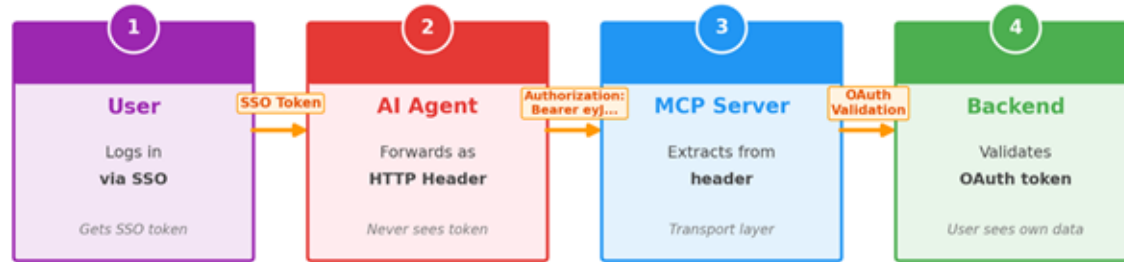 1
User
Logs in
via SSO
Gets SSO token
SSO Token
2
AI Agent
Forwards as
HTTP Header
Never sees token
Authorization:
Bearer eyJ...
3
MCP Server
Extracts from
header
Transport layer
OAuth
Validation
4
Backend
Validates
OAuth token
User sees own data